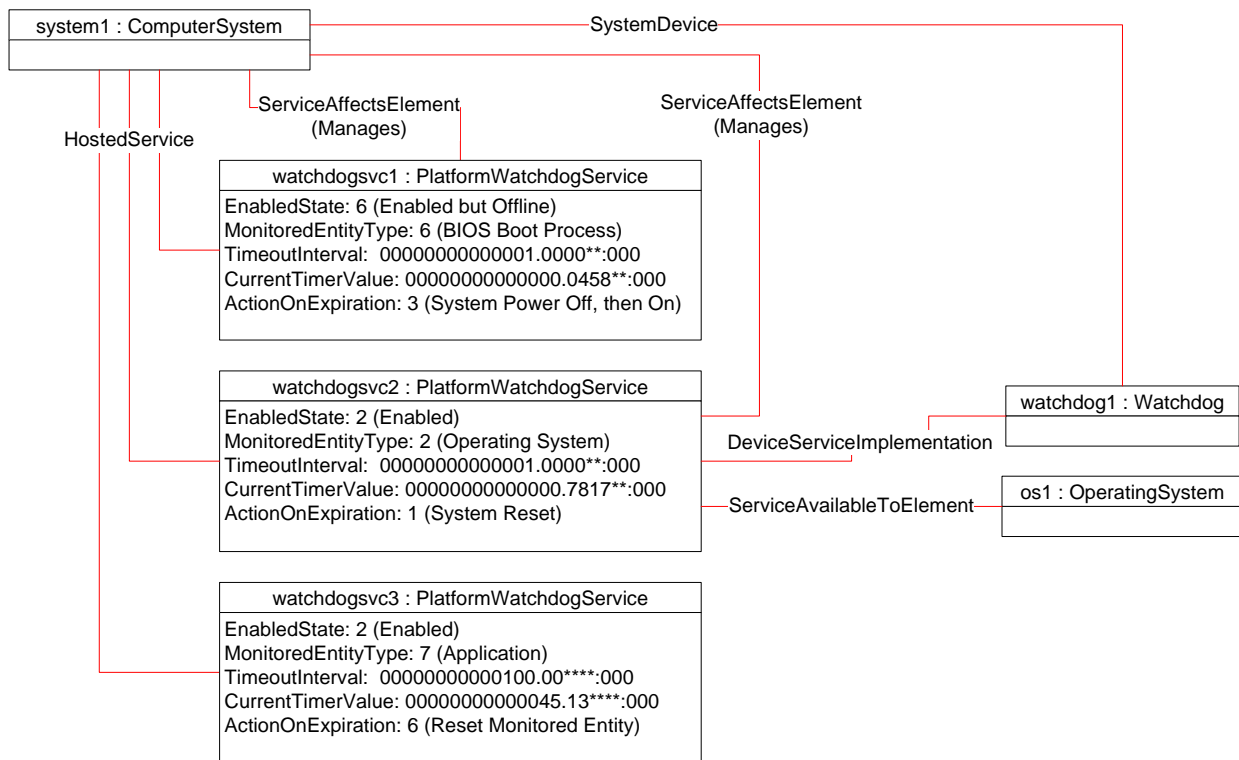 system1 : ComputerSystem
SystemDevice
ServiceAffectsElement
(Manages)
ServiceAffectsElement
(Manages)
HostedService
watchdogsvc1 : PlatformWatchdogService
EnabledState: 6 (Enabled but Offline)
MonitoredEntityType: 6 (BIOS Boot Process)
TimeoutInterval:  00000000000001.0000**:000
CurrentTimerValue: 00000000000000.0458**:000
ActionOnExpiration: 3 (System Power Off, then On)
watchdogsvc2 : PlatformWatchdogService
EnabledState: 2 (Enabled)
MonitoredEntityType: 2 (Operating System)
TimeoutInterval:  00000000000001.0000**:000
CurrentTimerValue: 00000000000000.7817**:000
ActionOnExpiration: 1 (System Reset)
watchdog1 : Watchdog
DeviceServiceImplementation
os1 : OperatingSystem
ServiceAvailableToElement
watchdogsvc3 : PlatformWatchdogService
EnabledState: 2 (Enabled)
MonitoredEntityType: 7 (Application)
TimeoutInterval:  00000000000100.00****:000
CurrentTimerValue: 00000000000045.13****:000
ActionOnExpiration: 6 (Reset Monitored Entity)